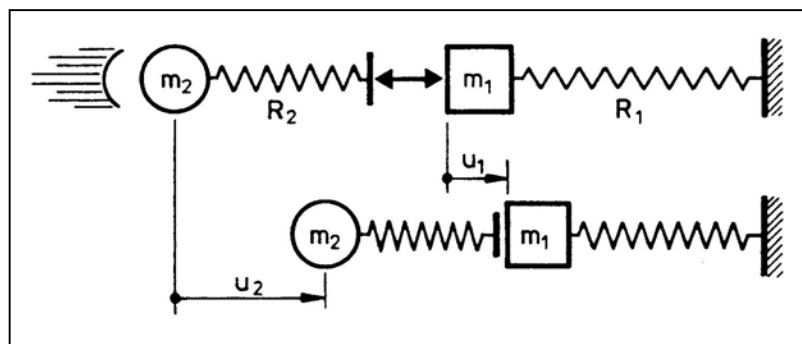 m₂ m₁
R₂ R₁
u₁
m₂ m₁
u₂